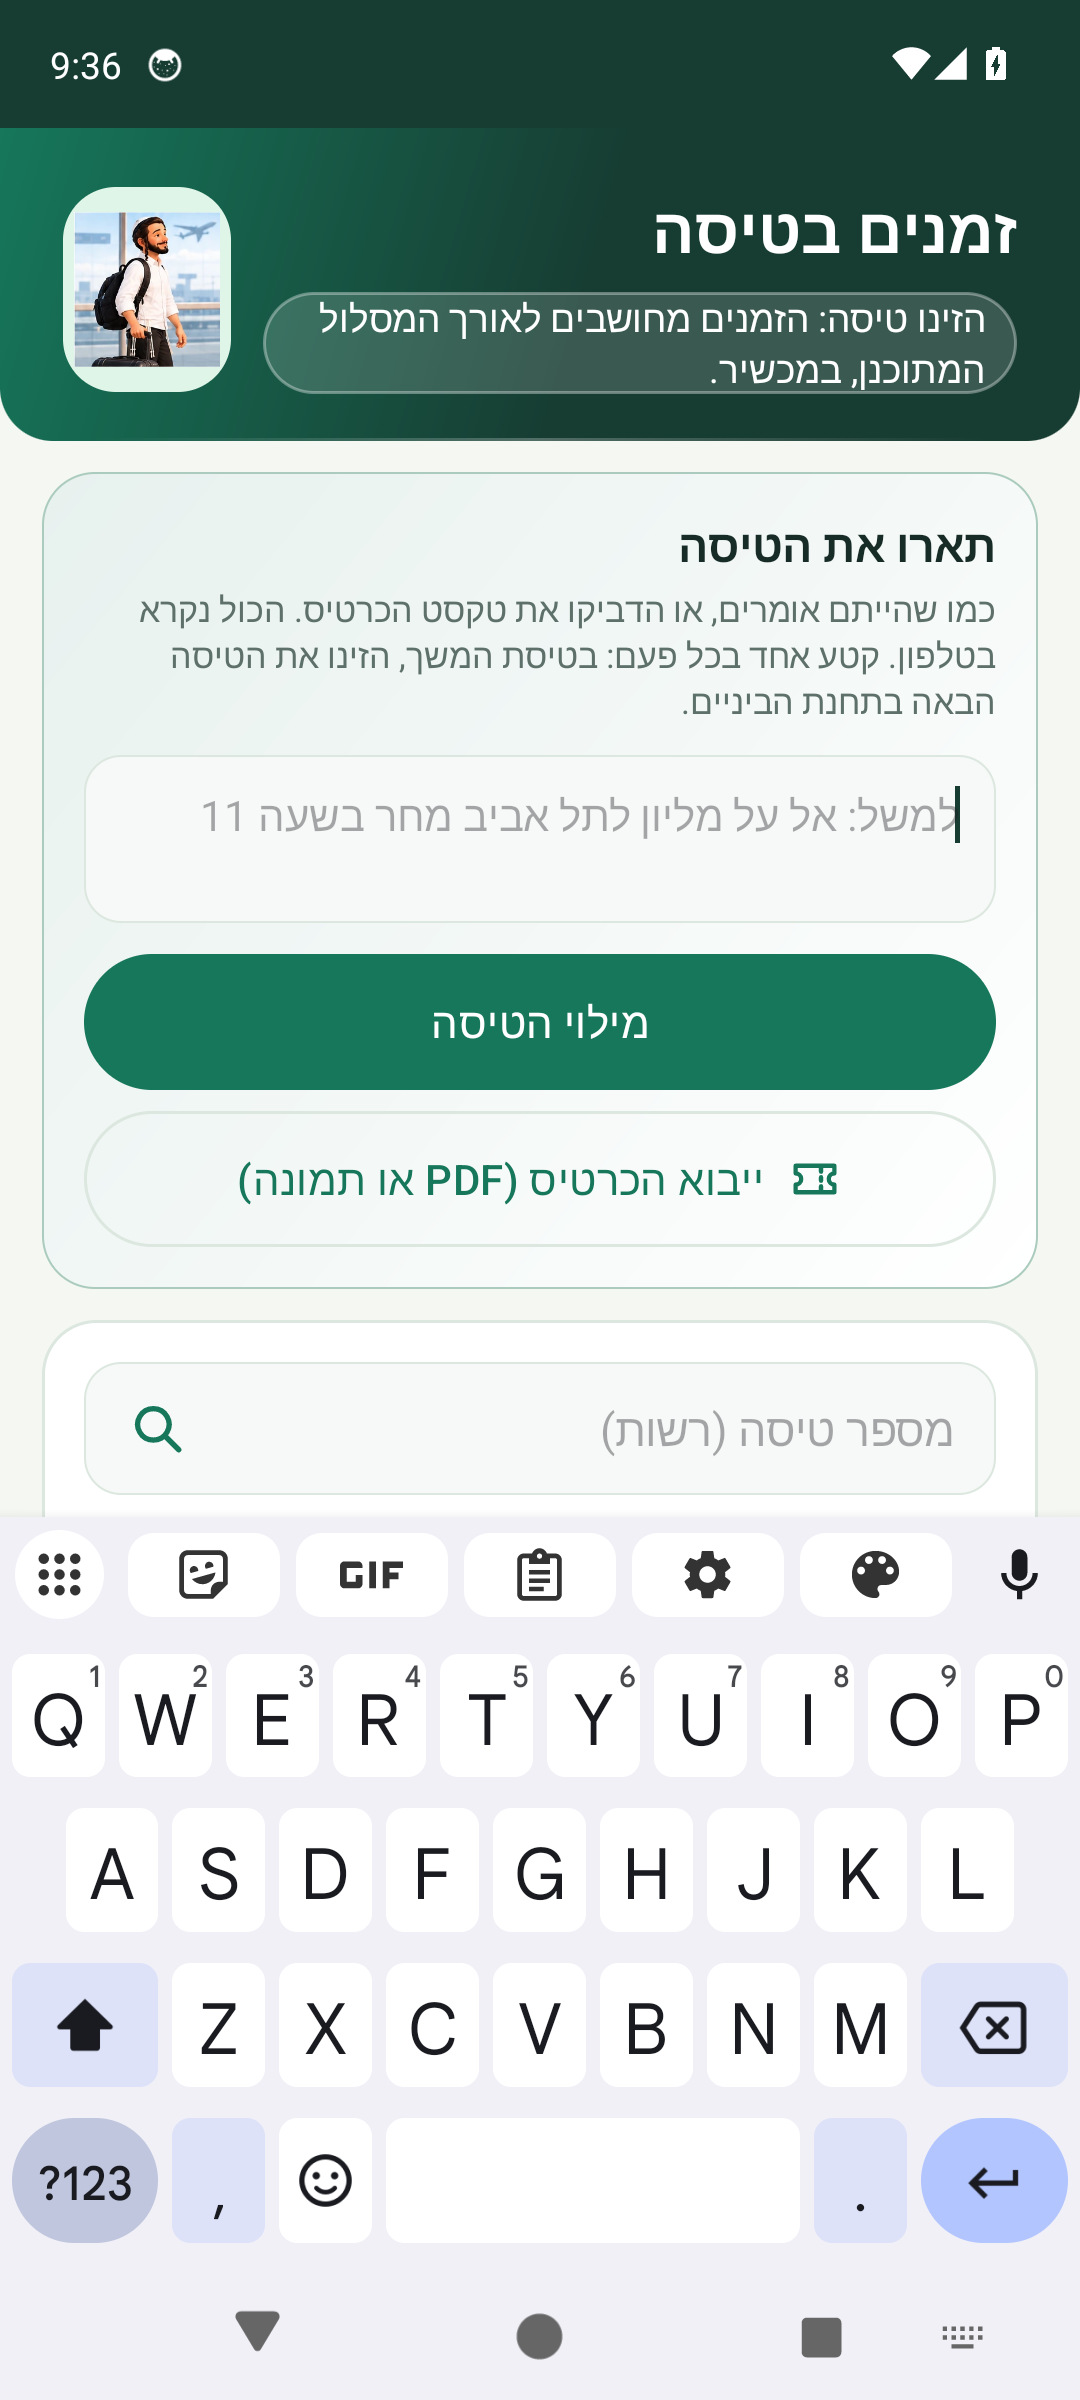 9:36
זמנים בטיסה
הזינו טיסה: הזמנים מחושבים לאורך המסלול
המתוכנן, במכשיר.
תארו את הטיסה
כמו שהייתם אומרים, או הדביקו את טקסט הכרטיס. הכול נקרא
בטלפון. קטע אחד בכל פעם: בטיסת המשך, הזינו את הטיסה
הבאה בתחנת הביניים.
למשל: אל על מליון לתל אביב מחר בשעה 11
מילוי הטיסה
ייבוא הכרטיס (PDF או תמונה)
מספר טיסה (רשות)
GIF
Q 1 W 2 E 3 R 4 T 5 Y 6 U 7 I 8 O 9 P 0
A S D F G H J K L
Z X C V B N M
?123 , .